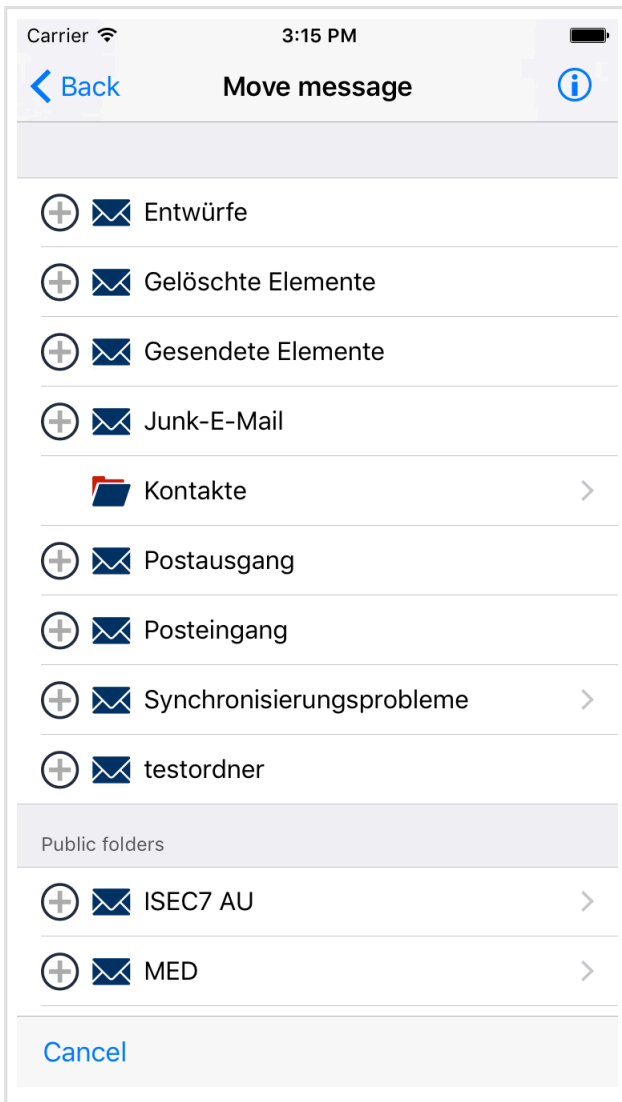 Carrier 3:15 PM
Back Move message
Entwürfe
Gelöschte Elemente
Gesendete Elemente
Junk-E-Mail
Kontakte
Postausgang
Posteingang
Synchronisierungsprobleme
testordner
Public folders
ISEC7 AU
MED
Cancel